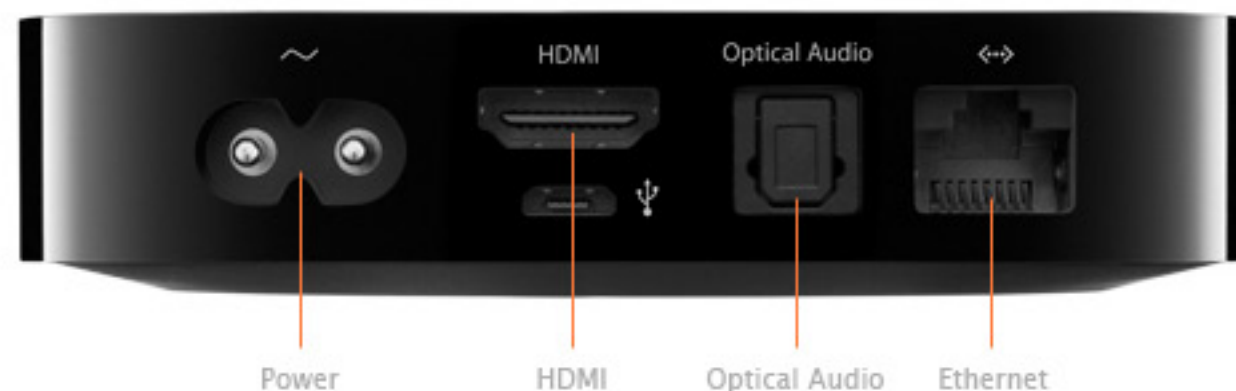 HDMI
Optical Audio
Power
HDMI
Optical Audio
Ethernet